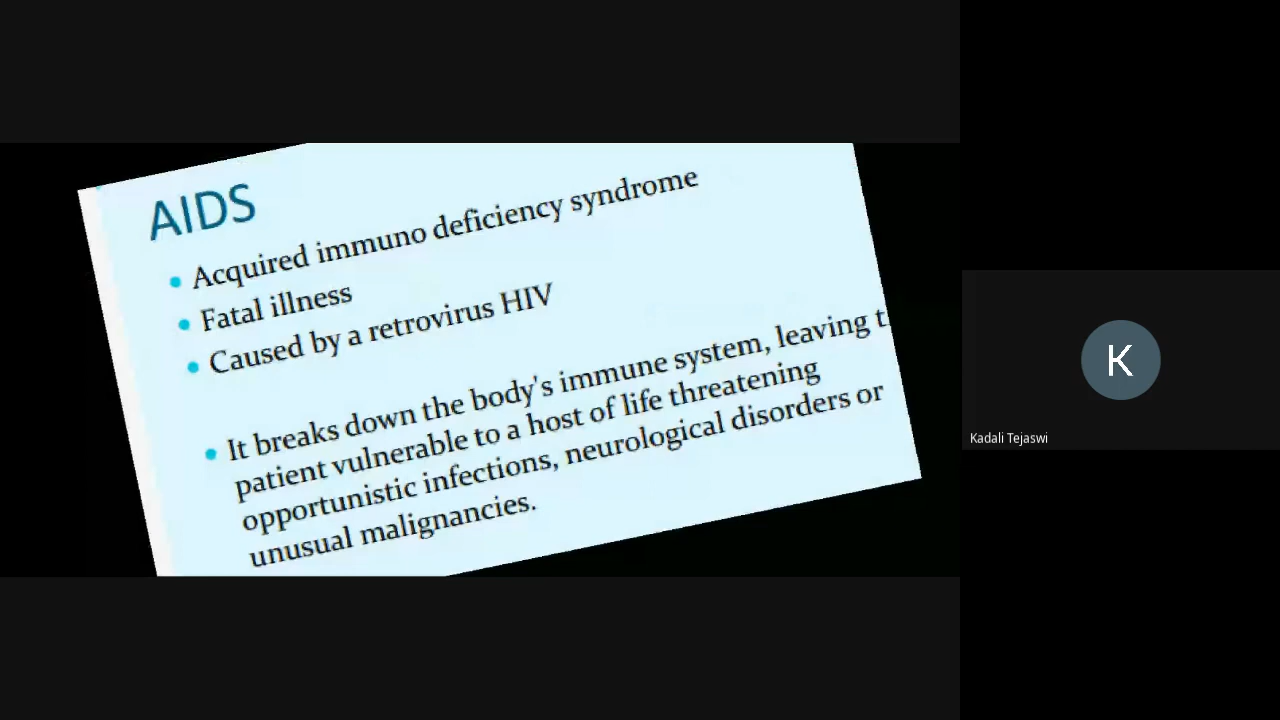 AIDS
• Acquired immuno deficiency syndrome
• Fatal illness
• Caused by a retrovirus HIV
• It breaks down the body's immune system, leaving t
patient vulnerable to a host of life threatening
opportunistic infections, neurological disorders or
unusual malignancies.
K
Kadali Tejaswi